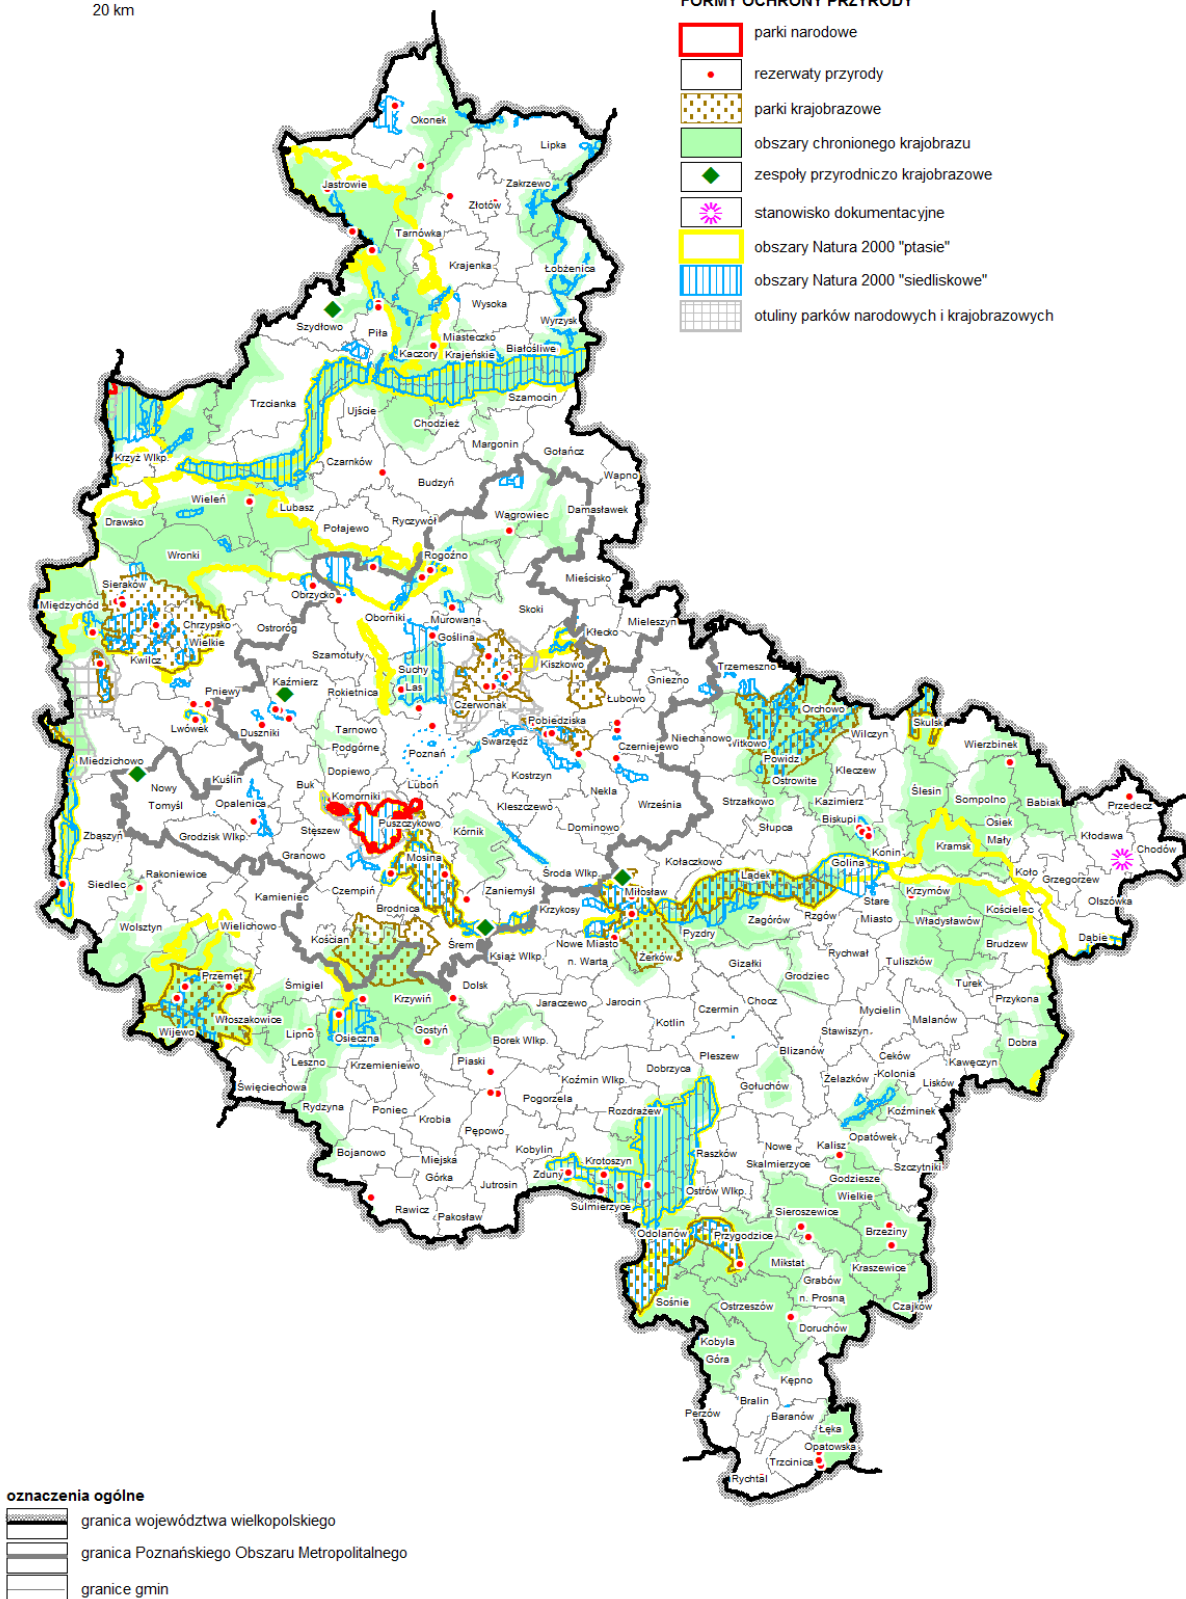 20 km
FORMY OCHRONY PRZYRODY
parki narodowe
rezerwaty przyrody
parki krajobrazowe
obszary chronionego krajobrazu
zespoły przyrodniczo krajobrazowe
stanowisko dokumentacyjne
obszary Natura 2000 "ptasie"
obszary Natura 2000 "siedliskowe"
otuliny parków narodowych i krajobrazowych
Okonek
Lipka
Jastrowie
Zakrzewo
Złotów
Tarnówka
Krajenka
Łobżenica
Wysoka
Szydłowo
Piła
Wyrzysk
Miasteczko
Krajeńskie
Kaczory
Białośliwe
Trzcianka
Ujście
Szamocin
Chodzież
Margonin
Gołańcz
Krzyż Wlkp.
Czarnków
Wapno
Budzyń
Wieleń
Lubasz
Damasławek
Drawsko
Połajewo
Ryczywół
Wągrowiec
Wronki
Rogoźno
Mieścisko
Sieraków
Obrzycko
Międzychód
Skoki
Chrzypsko
Wielkie
Ostroróg
Oborniki
Murowana
Goślina
Mieleszyn
Kłecko
Kwilcz
Szamotuły
Kiszkowo
Trzemeszno
Suchy
Las
Kaźmierz
Rokietnica
Gniezno
Pniewy
Łubowo
Czerwonak
Orchowo
Lwówek
Duszniki
Tarnowo
Podgórne
Pobiedziska
Swarzędz
Czerniejewo
Niechanowo
Witkowo
Wilczyn
Skulsk
Wierzbinek
Miedzichowo
Poznań
Powidz
Dopiewo
Kostrzyn
Kleczew
Ostrowite
Nowy
Tomyśl
Kuślin
Buk
Luboń
Komorniki
Nekla
Ślesin
Opalenica
Kleszczewo
Września
Strzałkowo
Kazimierz
Biskupi
Sompolno
Babiak
Przedecz
Zbąszyń
Grodzisk Wlkp.
Stęszew
Puszczykowo
Kórnik
Dominowo
Słupca
Osiek
Mały
Kłodawa
Chodów
Kramsk
Granowo
Mosina
Konin
Kołaczkowo
Golina
Rakoniewice
Środa Wlkp.
Lądek
Koło
Grzegorzew
Siedlec
Czempiń
Zaniemyśl
Miłosław
Krzymów
Kamieniec
Stare
Miasto
Olszówka
Brodnica
Krzykosy
Rzgów
Kościelec
Wolsztyn
Wielichowo
Zagórów
Władysławów
Pyzdry
Dąbie
Kościan
Śrem
Nowe Miasto
n. Wartą
Brudzew
Książ Wlkp.
Żerków
Rychwał
Tuliszków
Gizałki
Przemęt
Grodziec
Turek
Śmigiel
Dolsk
Krzywiń
Jaraczewo
Jarocin
Chocz
Przykona
Włoszakowice
Czermin
Mycielin
Malanów
Wijewo
Lipno
Osieczna
Gostyń
Kotlin
Stawiszyn
Borek Wlkp.
Dobra
Blizanów
Pleszew
Ceków
Kolonia
Leszno
Krzemieniewo
Piaski
Dobrzyca
Kawęczyn
Święciechowa
Koźmin Wlkp.
Gołuchów
Żelazków
Lisków
Rydzyna
Poniec
Pogorzela
Rozdrażew
Koźminek
Krobia
Pępowo
Opatówek
Kobylin
Nowe
Skalmierzyce
Kalisz
Bojanowo
Raszków
Miejska
Górka
Zduny
Krotoszyn
Szczytniki
Godziesze
Wielkie
Jutrosin
Ostrów Wlkp.
Sulmierzyce
Rawicz
Pakosław
Sieroszewice
Odolanów
Przygodzice
Brzeziny
Mikstat
Kraszewice
Grabów
n. Prosną
Sośnie
Ostrzeszów
Czajków
Doruchów
Kobyla
Góra
Kępno
Bralin
Perzów
Baranów
Łęka
Opatowska
Trzcinica
Rychtal
oznaczenia ogólne
granica województwa wielkopolskiego
granica Poznańskiego Obszaru Metropolitalnego
granice gmin